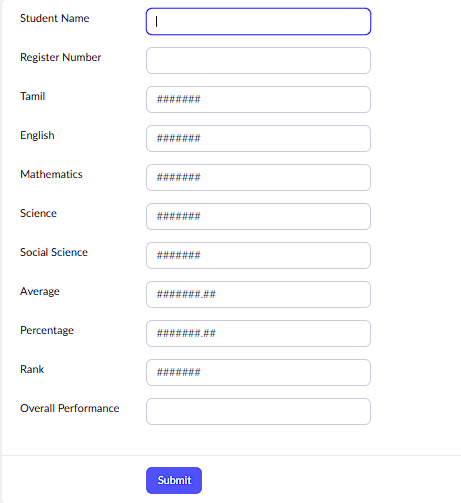 Student Name
Register Number
Tamil #######
English #######
Mathematics #######
Science #######
Social Science #######
Average #######.##
Percentage #######.##
Rank #######
Overall Performance
Submit